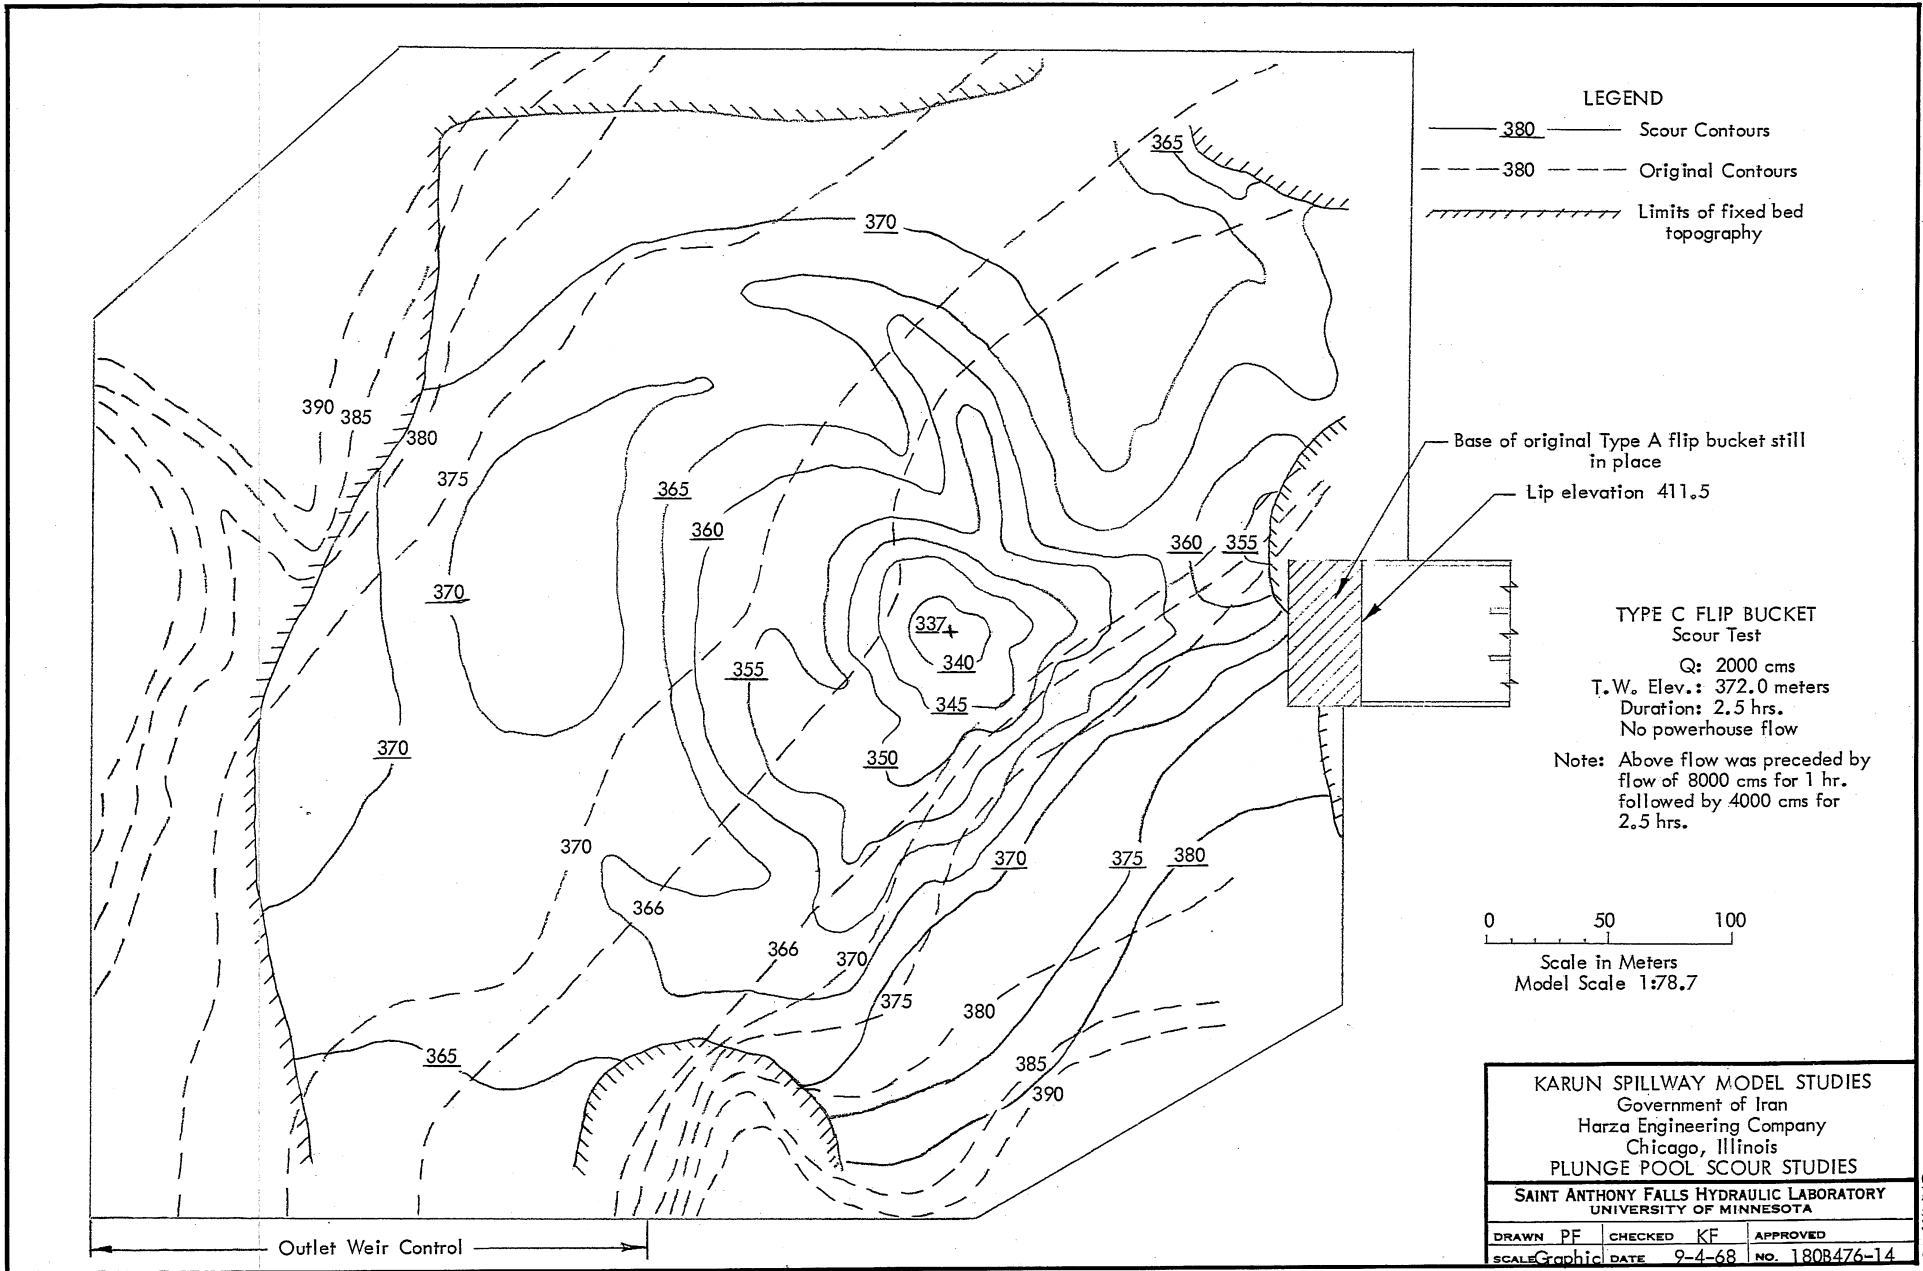 LEGEND
380 Scour Contours
380 Original Contours
Limits of fixed bed
topography
365
370
390
385
380
375
365
360
370
370
355
337
340
345
350
360
355
Base of original Type A flip bucket still
in place
Lip elevation 411.5
TYPE C FLIP BUCKET
Scour Test
Q: 2000 cms
T.W. Elev.: 372.0 meters
Duration: 2.5 hrs.
No powerhouse flow
Note: Above flow was preceded by
flow of 8000 cms for 1 hr.
followed by 4000 cms for
2.5 hrs.
370
366
366
370
375
380
385
390
370
375
380
365
0 50 100
Scale in Meters
Model Scale 1:78.7
Outlet Weir Control
KARUN SPILLWAY MODEL STUDIES
Government of Iran
Harza Engineering Company
Chicago, Illinois
PLUNGE POOL SCOUR STUDIES
SAINT ANTHONY FALLS HYDRAULIC LABORATORY
UNIVERSITY OF MINNESOTA
DRAWN PF CHECKED KF APPROVED
SCALE Graphic DATE 9-4-68 NO. 180B476-14